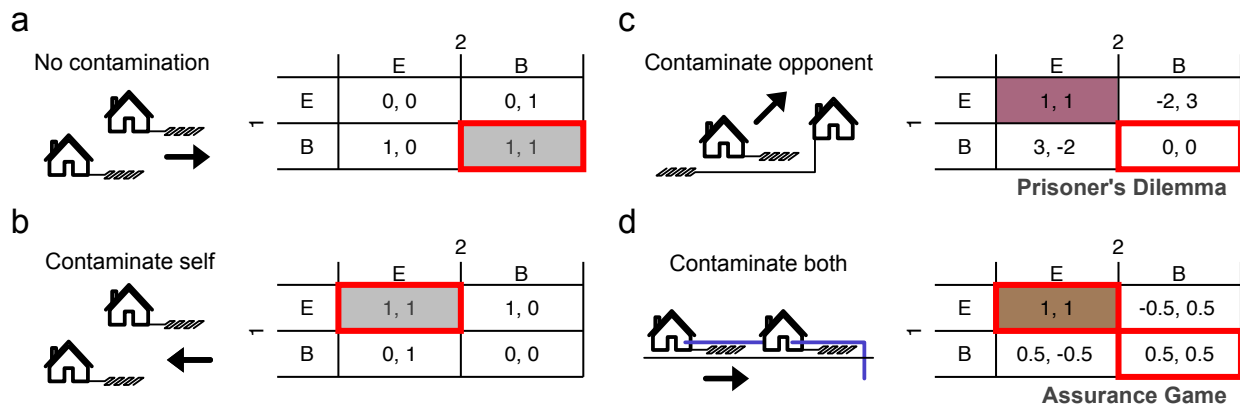 a
No contamination
2
E B
1
E 0, 0 0, 1
B 1, 0 1, 1
b
Contaminate self
2
E B
1
E 1, 1 1, 0
B 0, 1 0, 0
c
Contaminate opponent
2
E B
1
E 1, 1 -2, 3
B 3, -2 0, 0
Prisoner's Dilemma
d
Contaminate both
2
E B
1
E 1, 1 -0.5, 0.5
B 0.5, -0.5 0.5, 0.5
Assurance Game